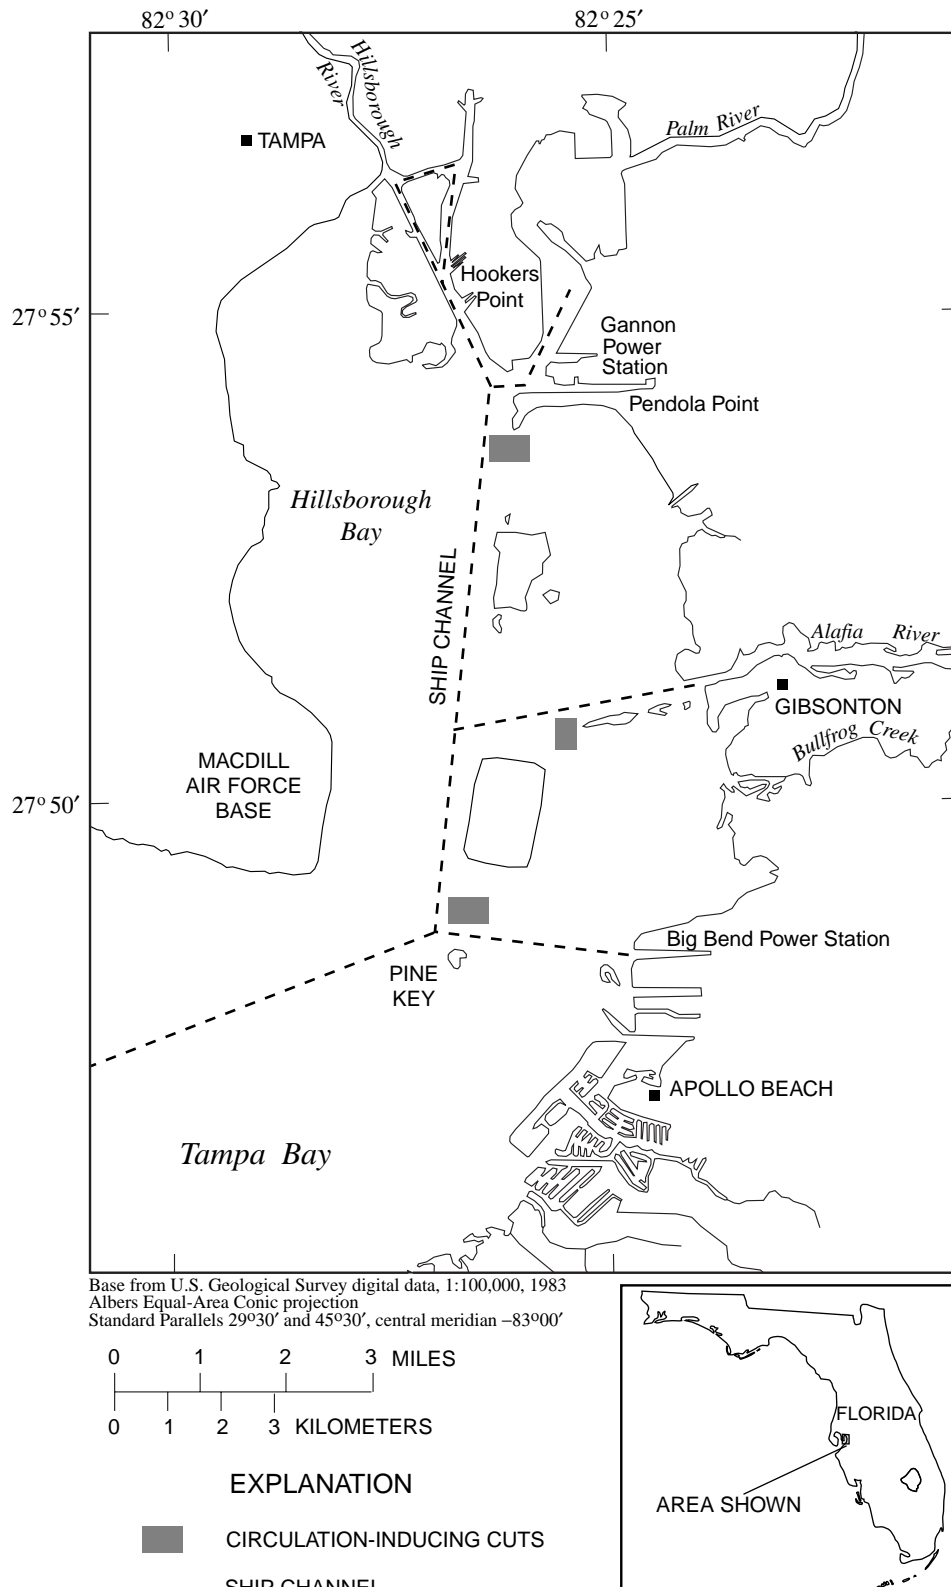 82° 30′ 82° 25′
Hillsborough
River
TAMPA
Palm River
Hookers
Point
27° 55′
Gannon
Power
Station
Pendola Point
Hillsborough
Bay
SHIP CHANNEL
Alafia River
GIBSONTON
Bullfrog Creek
MACDILL
AIR FORCE
BASE
27° 50′
Big Bend Power Station
PINE
KEY
APOLLO BEACH
Tampa Bay
Base from U.S. Geological Survey digital data, 1:100,000, 1983
Albers Equal-Area Conic projection
Standard Parallels 29°30′ and 45°30′, central meridian −83°00′
0 1 2 3 MILES
0 1 2 3 KILOMETERS
FLORIDA
AREA SHOWN
EXPLANATION
CIRCULATION-INDUCING CUTS
SHIP CHANNEL